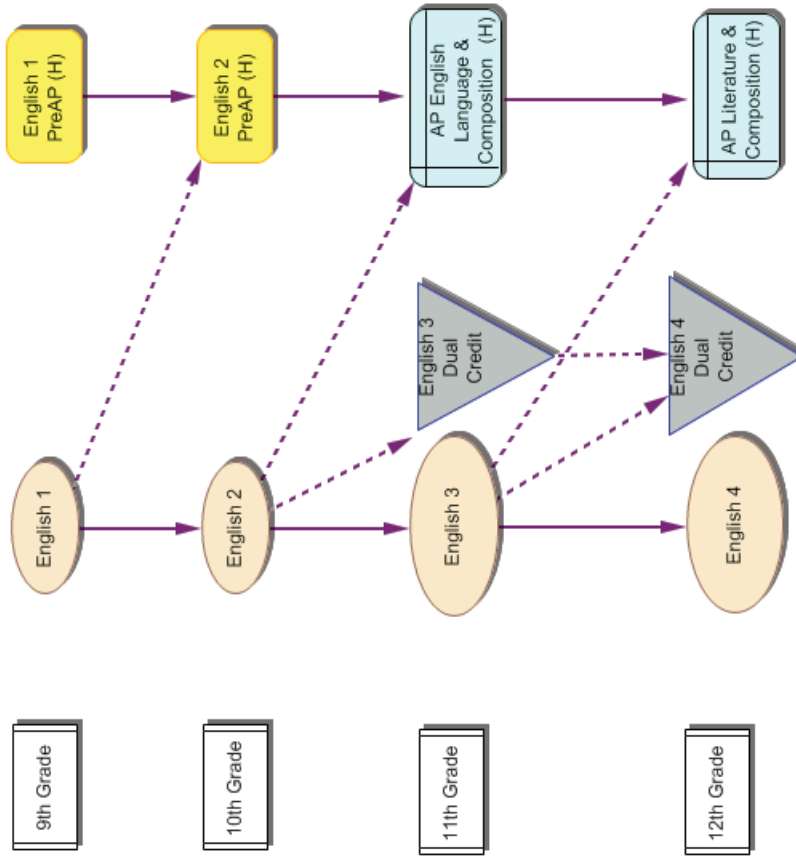 9th Grade
English 1
English 1
PreAP (H)
10th Grade
English 2
English 2
PreAP (H)
11th Grade
English 3
English 3
Dual
Credit
AP English
Language &
Composition (H)
12th Grade
English 4
English 4
Dual
Credit
AP Literature &
Composition (H)